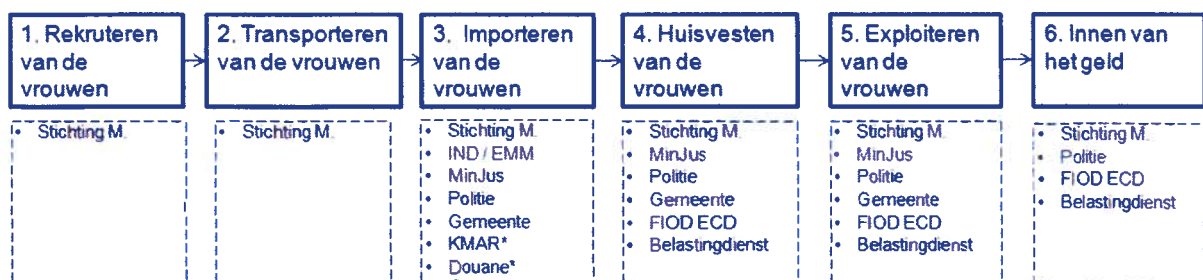 1. Rekruteren
van de
vrouwen
2. Transporteren
van de vrouwen
3. Importeren
van de
vrouwen
4. Huisvesten
van de
vrouwen
5. Exploiteren
van de
vrouwen
6. Innen van
het geld
• Stichting M.
• Stichting M.
• Stichting M.
• IND / EMM
• MinJus
• Politie
• Gemeente
• KMAR*
• Douane*
• Stichting M.
• MinJus
• Politie
• Gemeente
• FIOD ECD
• Belastingdienst
• Stichting M.
• MinJus
• Politie
• Gemeente
• FIOD ECD
• Belastingdienst
• Stichting M.
• Politie
• FIOD ECD
• Belastingdienst